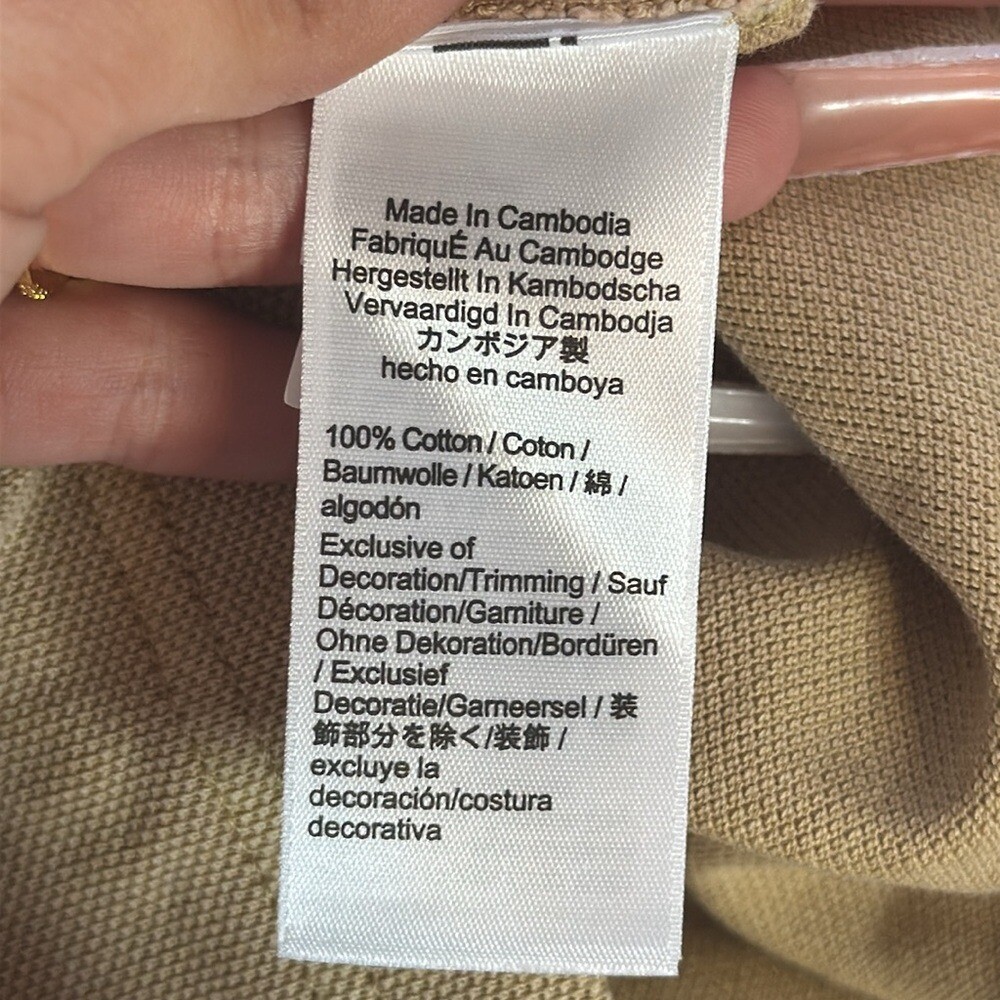 Made In Cambodia
FabriquÉ Au Cambodge
Hergestellt In Kambodscha
Vervaardigd In Cambodja
カンボジア製
hecho en camboya
100% Cotton / Coton /
Baumwolle / Katoen / 綿 /
algodón
Exclusive of
Decoration/Trimming / Sauf
Décoration/Garniture /
Ohne Dekoration/Bordüren
/ Exclusief
Decoratie/Garneersel / 装
飾部分を除く/装飾 /
excluye la
decoración/costura
decorativa